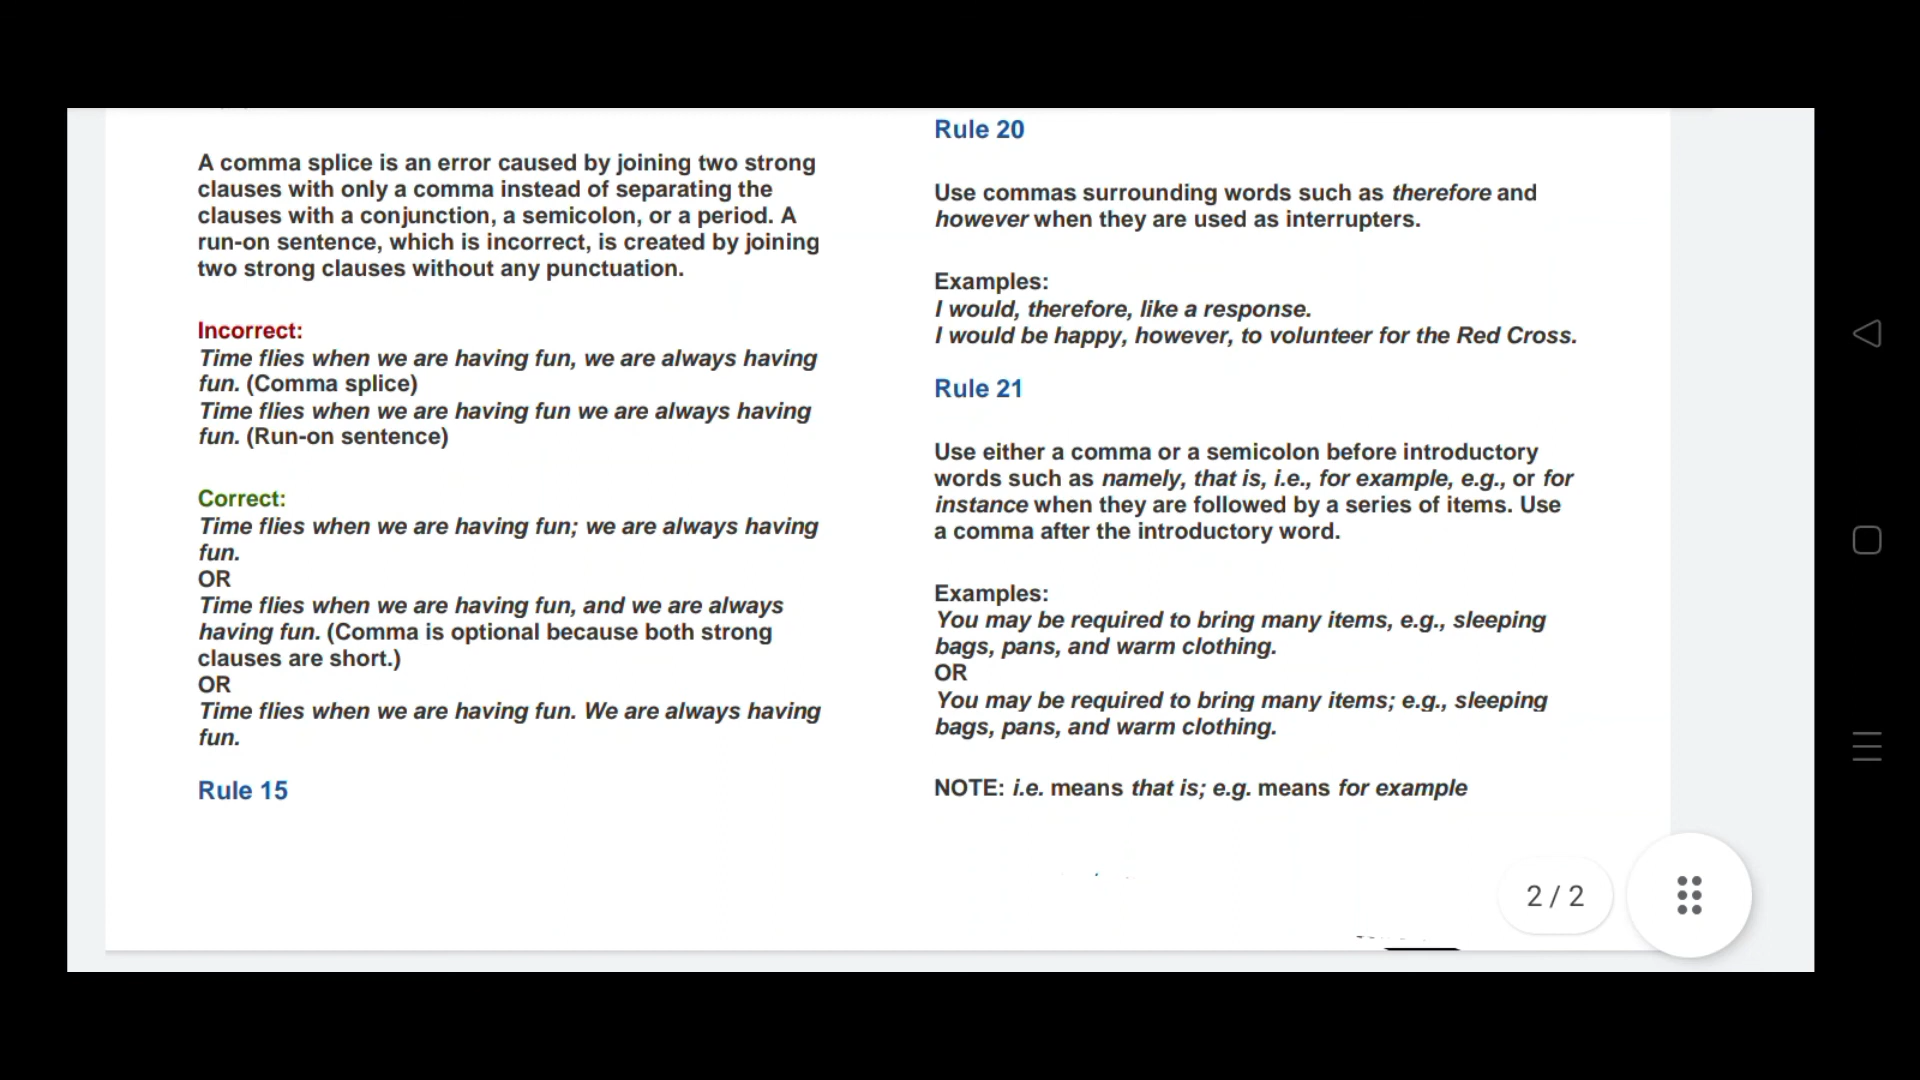 A comma splice is an error caused by joining two strong
clauses with only a comma instead of separating the
clauses with a conjunction, a semicolon, or a period. A
run-on sentence, which is incorrect, is created by joining
two strong clauses without any punctuation.
Incorrect:
Time flies when we are having fun, we are always having
fun. (Comma splice)
Time flies when we are having fun we are always having
fun. (Run-on sentence)
Correct:
Time flies when we are having fun; we are always having
fun.
OR
Time flies when we are having fun, and we are always
having fun. (Comma is optional because both strong
clauses are short.)
OR
Time flies when we are having fun. We are always having
fun.
Rule 15
Rule 20
Use commas surrounding words such as therefore and
however when they are used as interrupters.
Examples:
I would, therefore, like a response.
I would be happy, however, to volunteer for the Red Cross.
Rule 21
Use either a comma or a semicolon before introductory
words such as namely, that is, i.e., for example, e.g., or for
instance when they are followed by a series of items. Use
a comma after the introductory word.
Examples:
You may be required to bring many items, e.g., sleeping
bags, pans, and warm clothing.
OR
You may be required to bring many items; e.g., sleeping
bags, pans, and warm clothing.
NOTE: i.e. means that is; e.g. means for example
2 / 2